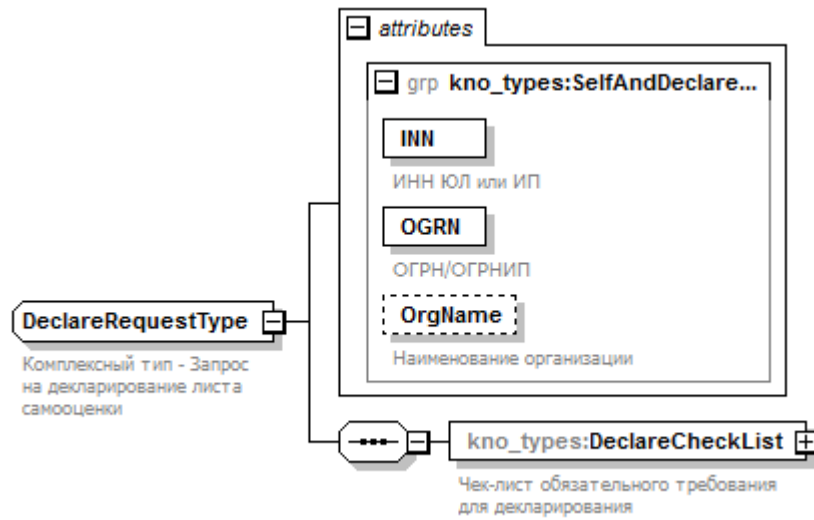 attributes
grp kno_types:SelfAndDeclare...
INN
ИНН ЮЛ или ИП
OGRN
ОГРН/ОГРНИП
OrgName
Наименование организации
DeclareRequestType
Комплексный тип - Запрос
на декларирование листа
самооценки
kno_types:DeclareCheckList
Чек-лист обязательного требования
для декларирования